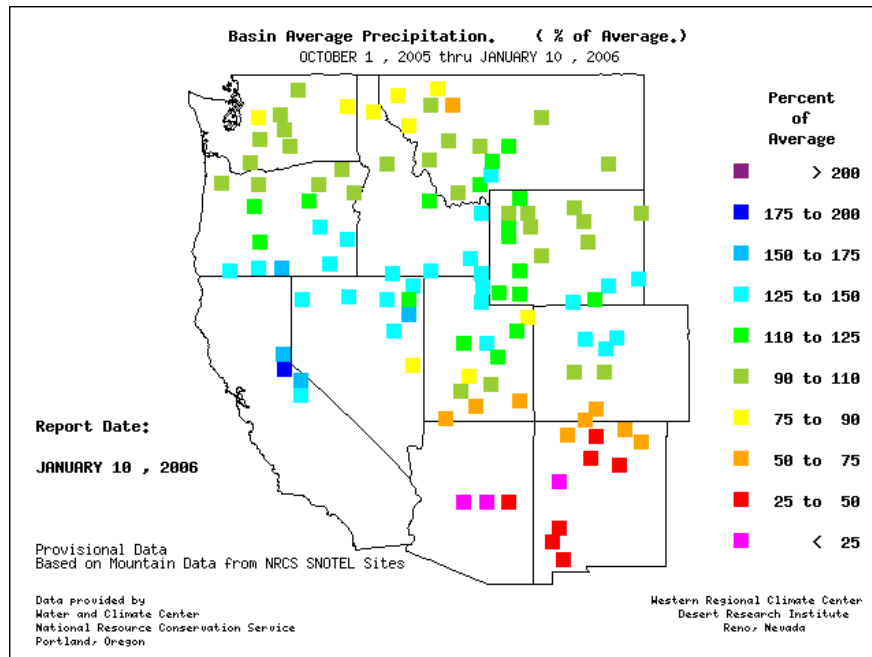 Basin Average Precipitation. ( % of Average.)
OCTOBER 1 , 2005 thru JANUARY 10 , 2006
Percent
of
Average
> 200
175 to 200
150 to 175
125 to 150
110 to 125
90 to 110
75 to 90
50 to 75
25 to 50
< 25
Report Date:
JANUARY 10 , 2006
Provisional Data
Based on Mountain Data from NRCS SNOTEL Sites
Data provided by
Water and Climate Center
National Resource Conservation Service
Portland, Oregon
Western Regional Climate Center
Desert Research Institute
Reno, Nevada